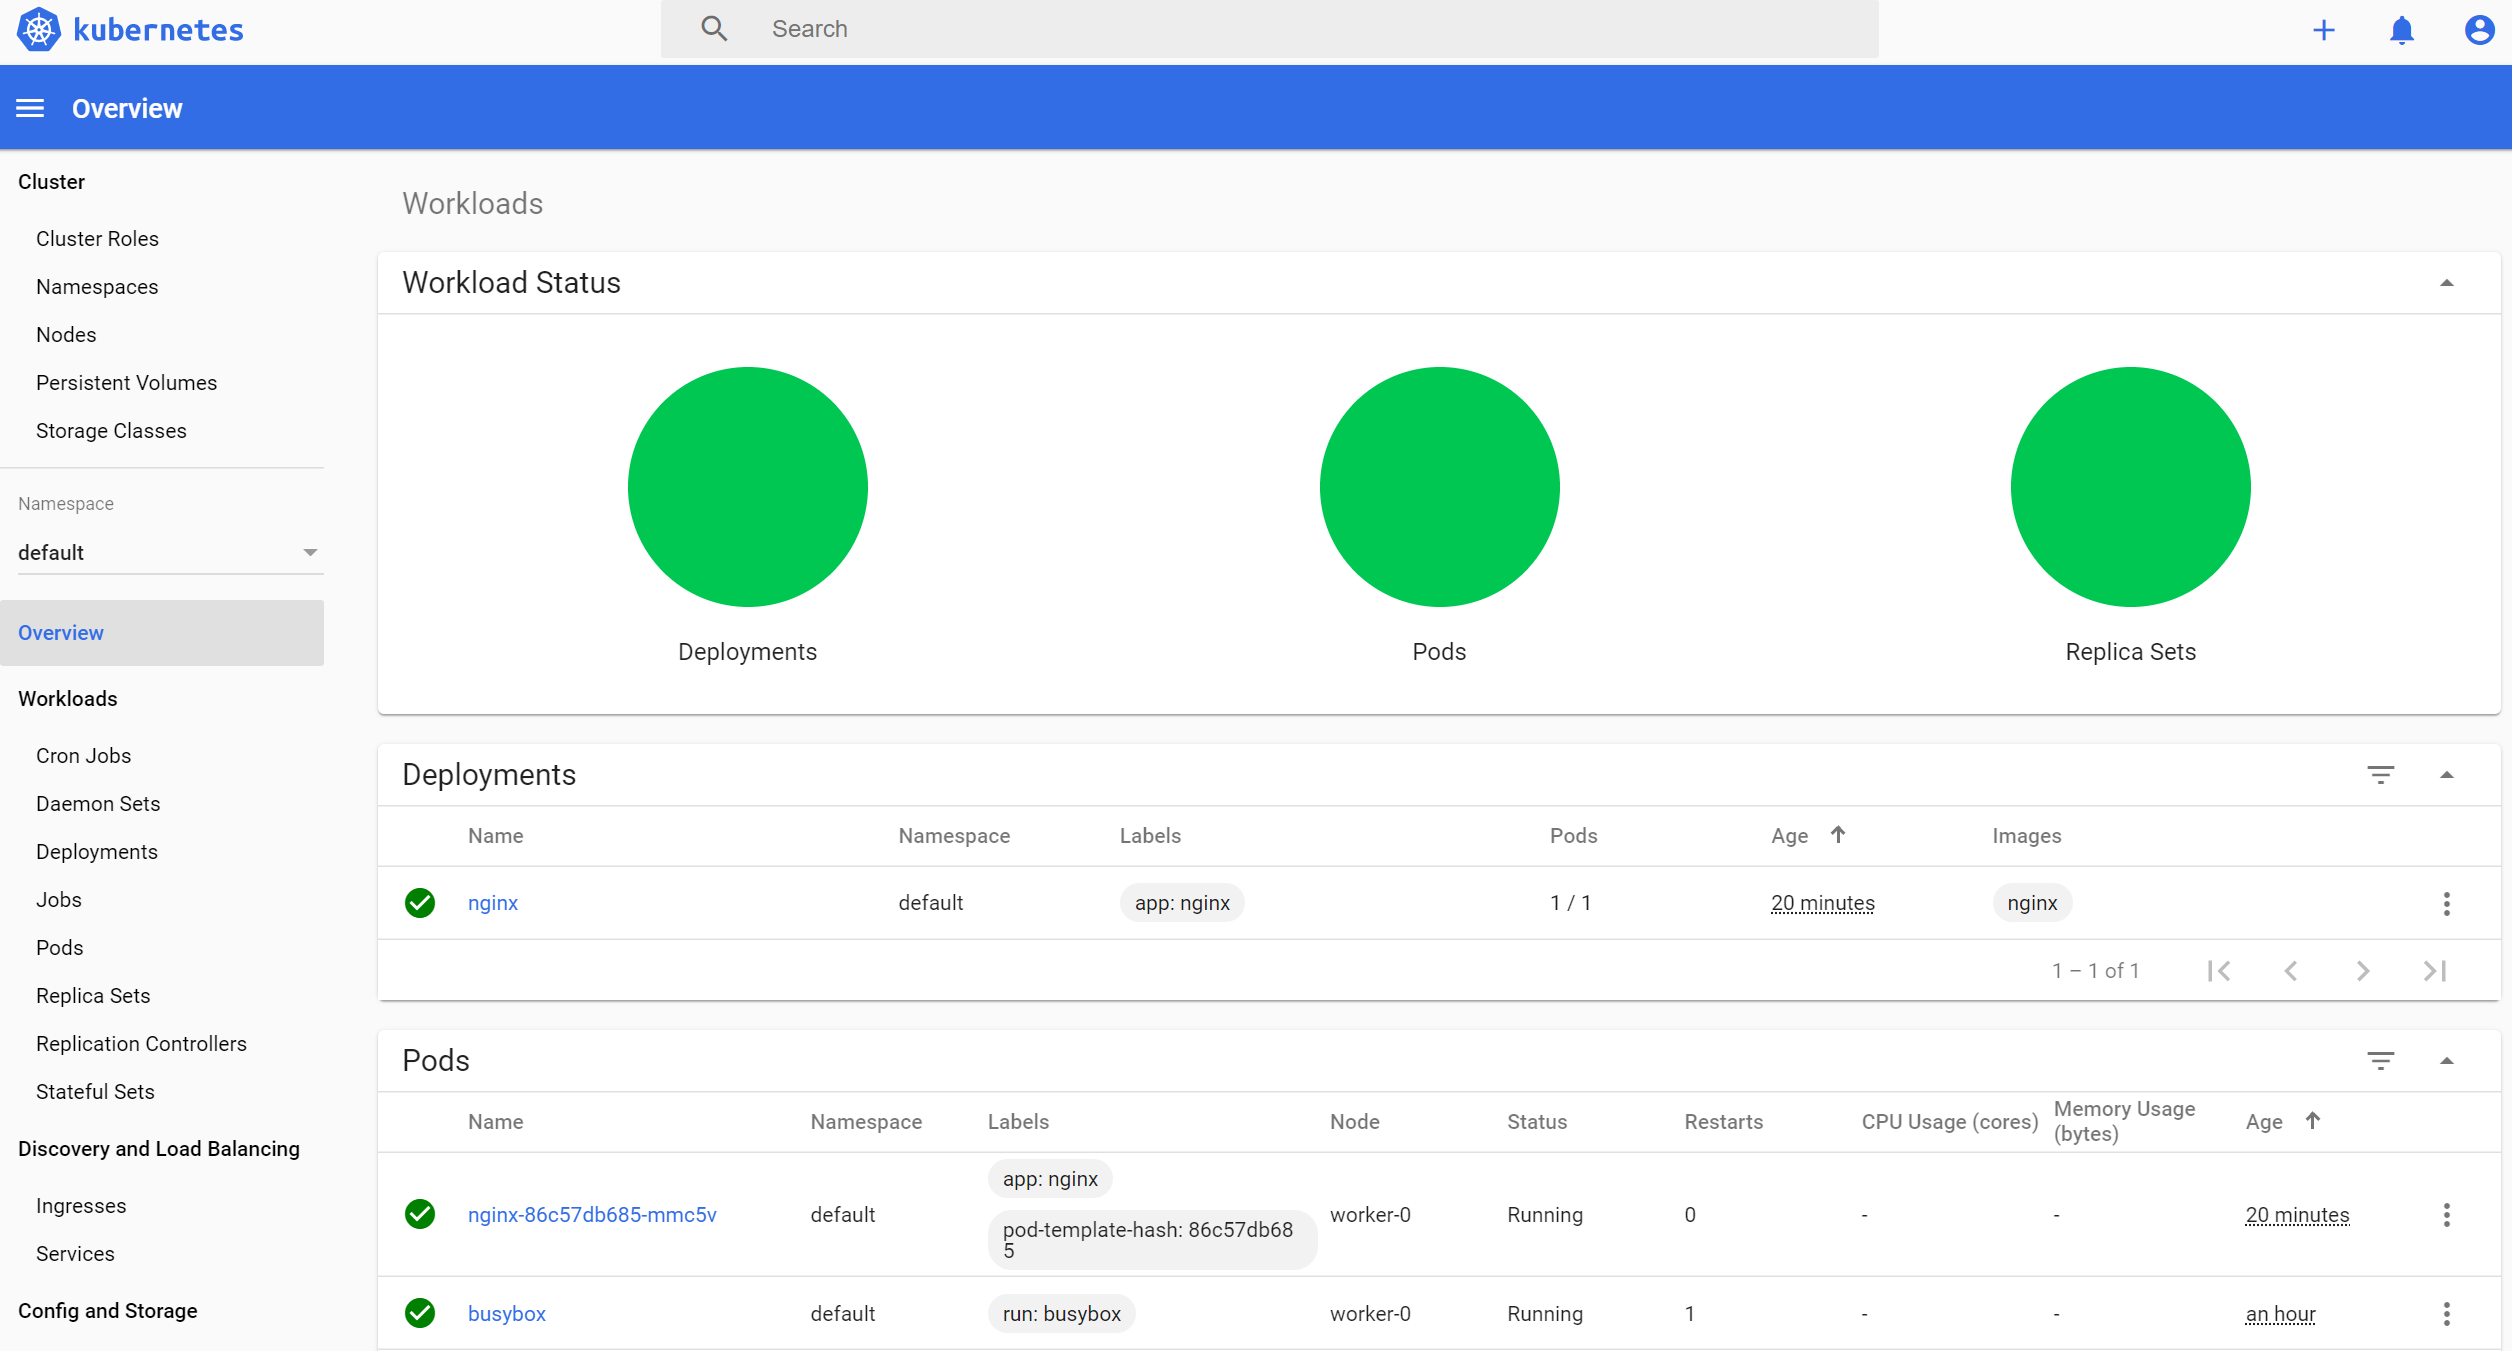 kubernetes
Search
Overview
Cluster
Cluster Roles
Namespaces
Nodes
Persistent Volumes
Storage Classes
Namespace
default
Overview
Workloads
Cron Jobs
Daemon Sets
Deployments
Jobs
Pods
Replica Sets
Replication Controllers
Stateful Sets
Discovery and Load Balancing
Ingresses
Services
Config and Storage
Workloads
Workload Status
Deployments
Pods
Replica Sets
Deployments
Name Namespace Labels Pods Age Images
nginx default app: nginx 1 / 1 20 minutes nginx
1 – 1 of 1
Pods
Name Namespace Labels Node Status Restarts CPU Usage (cores) Memory Usage (bytes) Age
nginx-86c57db685-mmc5v default app: nginx worker-0 Running 0 - - 20 minutes
pod-template-hash: 86c57db68
5
busybox default run: busybox worker-0 Running 1 - - an hour